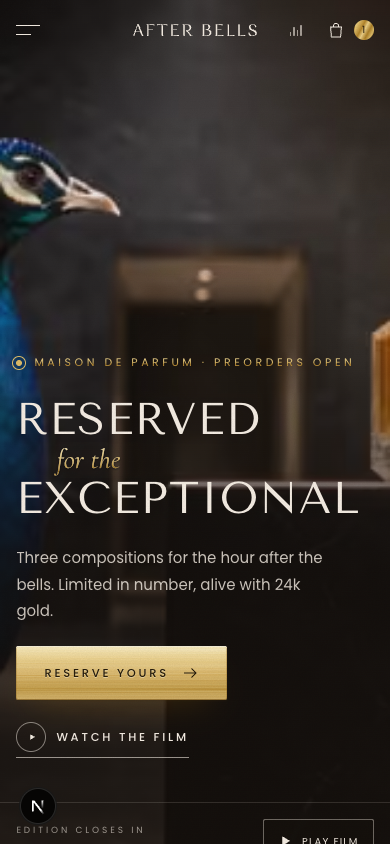 AFTER BELLS
1
MAISON DE PARFUM · PREORDERS OPEN
RESERVED
for the
EXCEPTIONAL
Three compositions for the hour after the
bells. Limited in number, alive with 24k
gold.
RESERVE YOURS
WATCH THE FILM
N
EDITION CLOSES IN
PLAY FILM